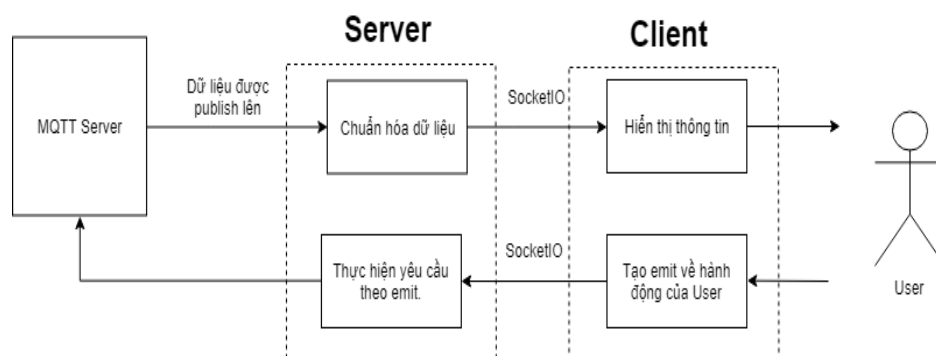 Server
Client
Dữ liệu được
publish lên
SocketIO
MQTT Server
Chuẩn hóa dữ liệu
Hiển thị thông tin
SocketIO
Thực hiện yêu cầu
theo emit.
Tạo emit về hành
động của User
User